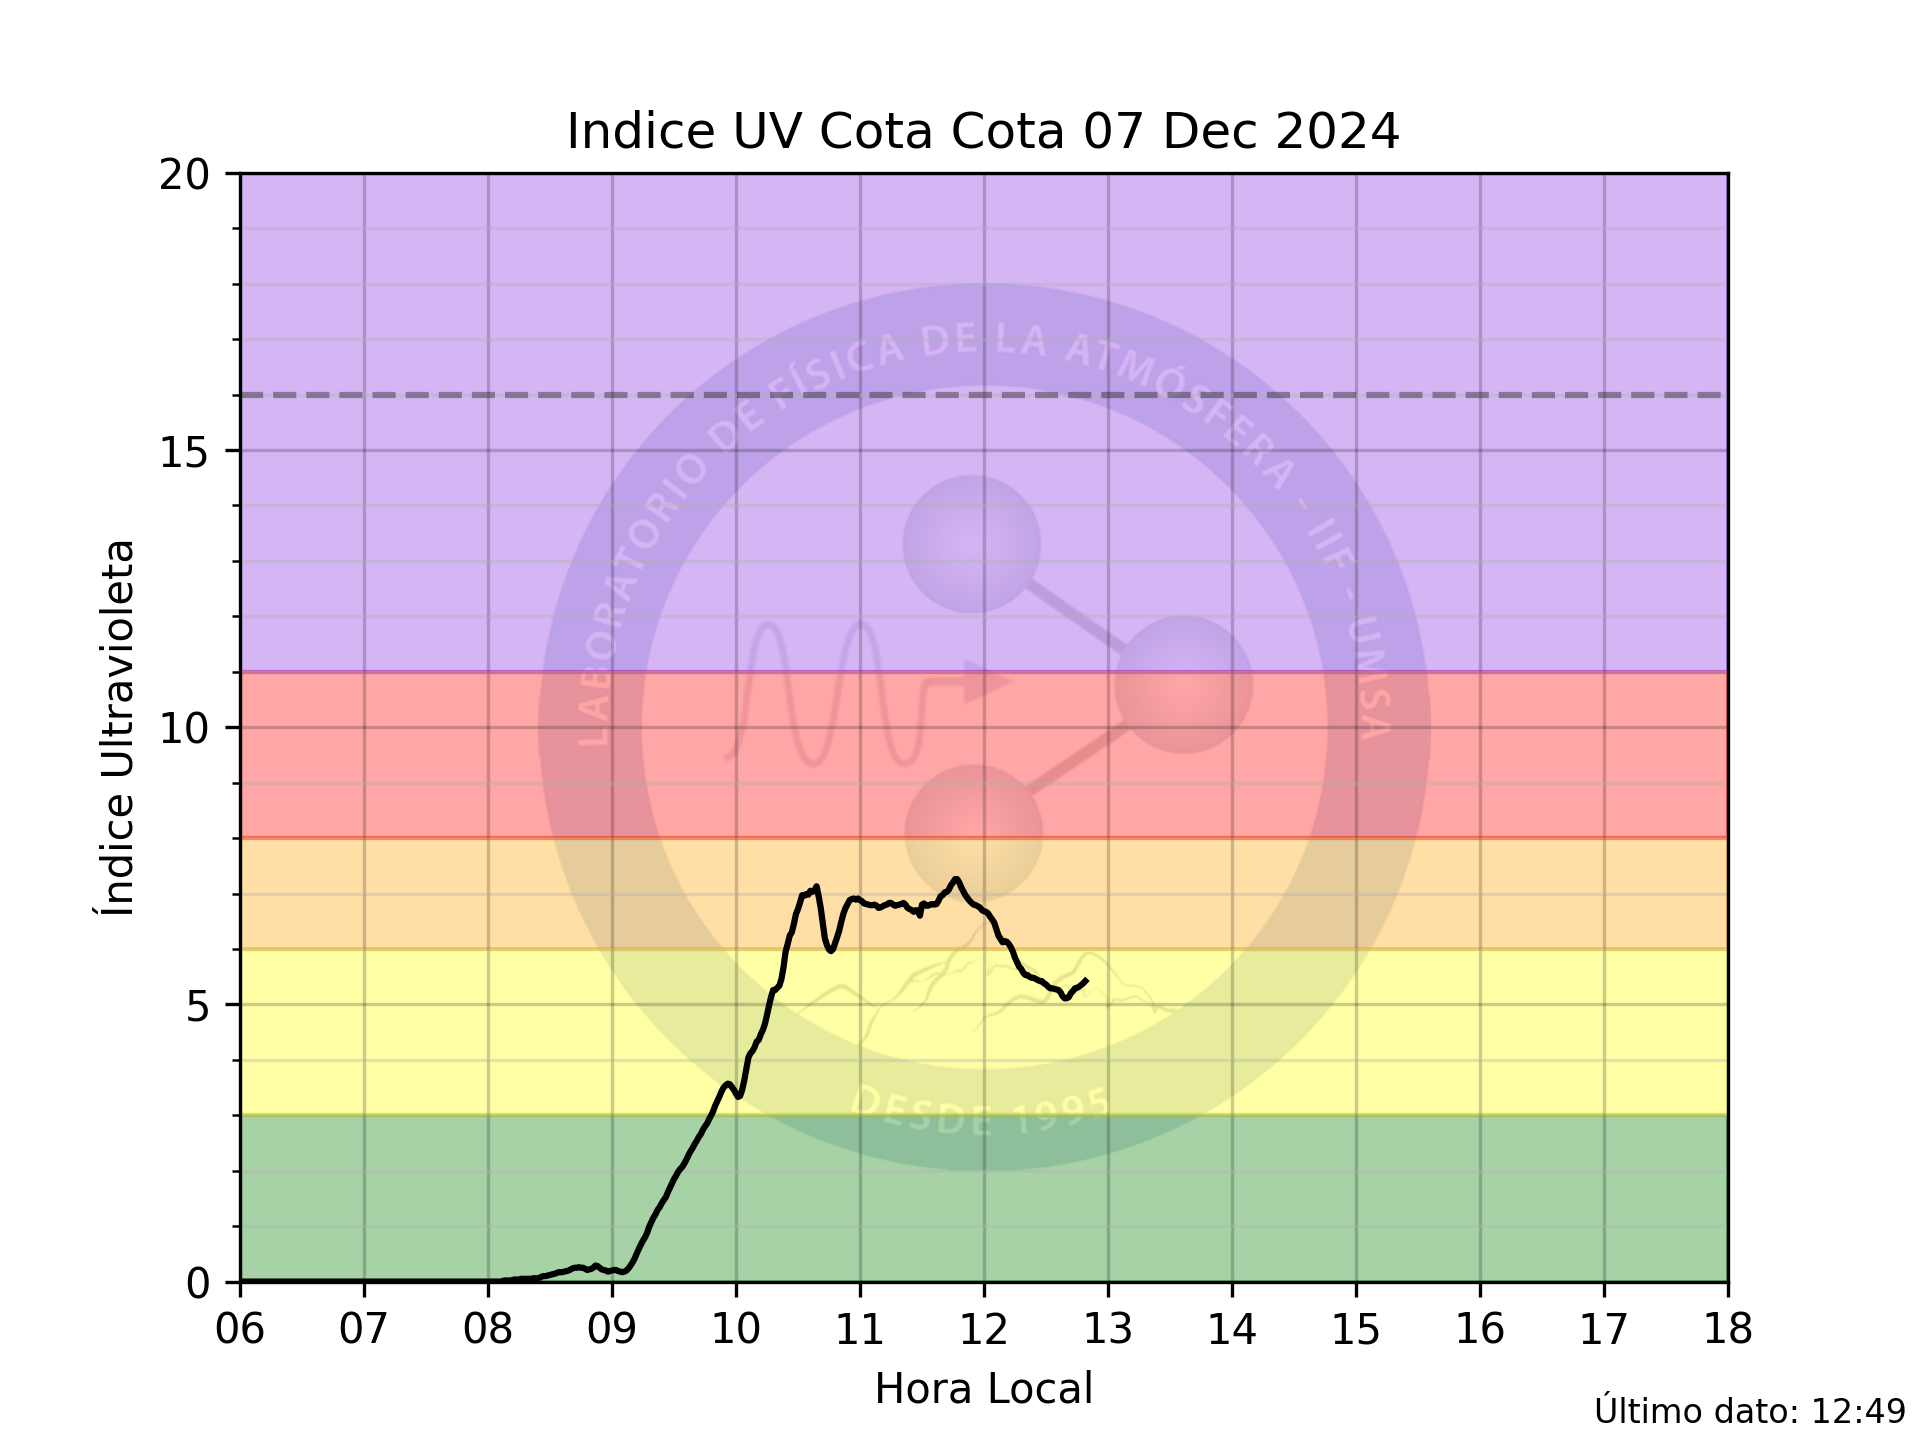 Indice UV Cota Cota 07 Dec 2024
20
15
10
5
0
Índice Ultravioleta
LABORATORIO DE FÍSICA DE LA ATMÓSFERA - IIF - UMSA
DESDE 1995
06 07 08 09 10 11 12 13 14 15 16 17 18
Hora Local
Último dato: 12:49